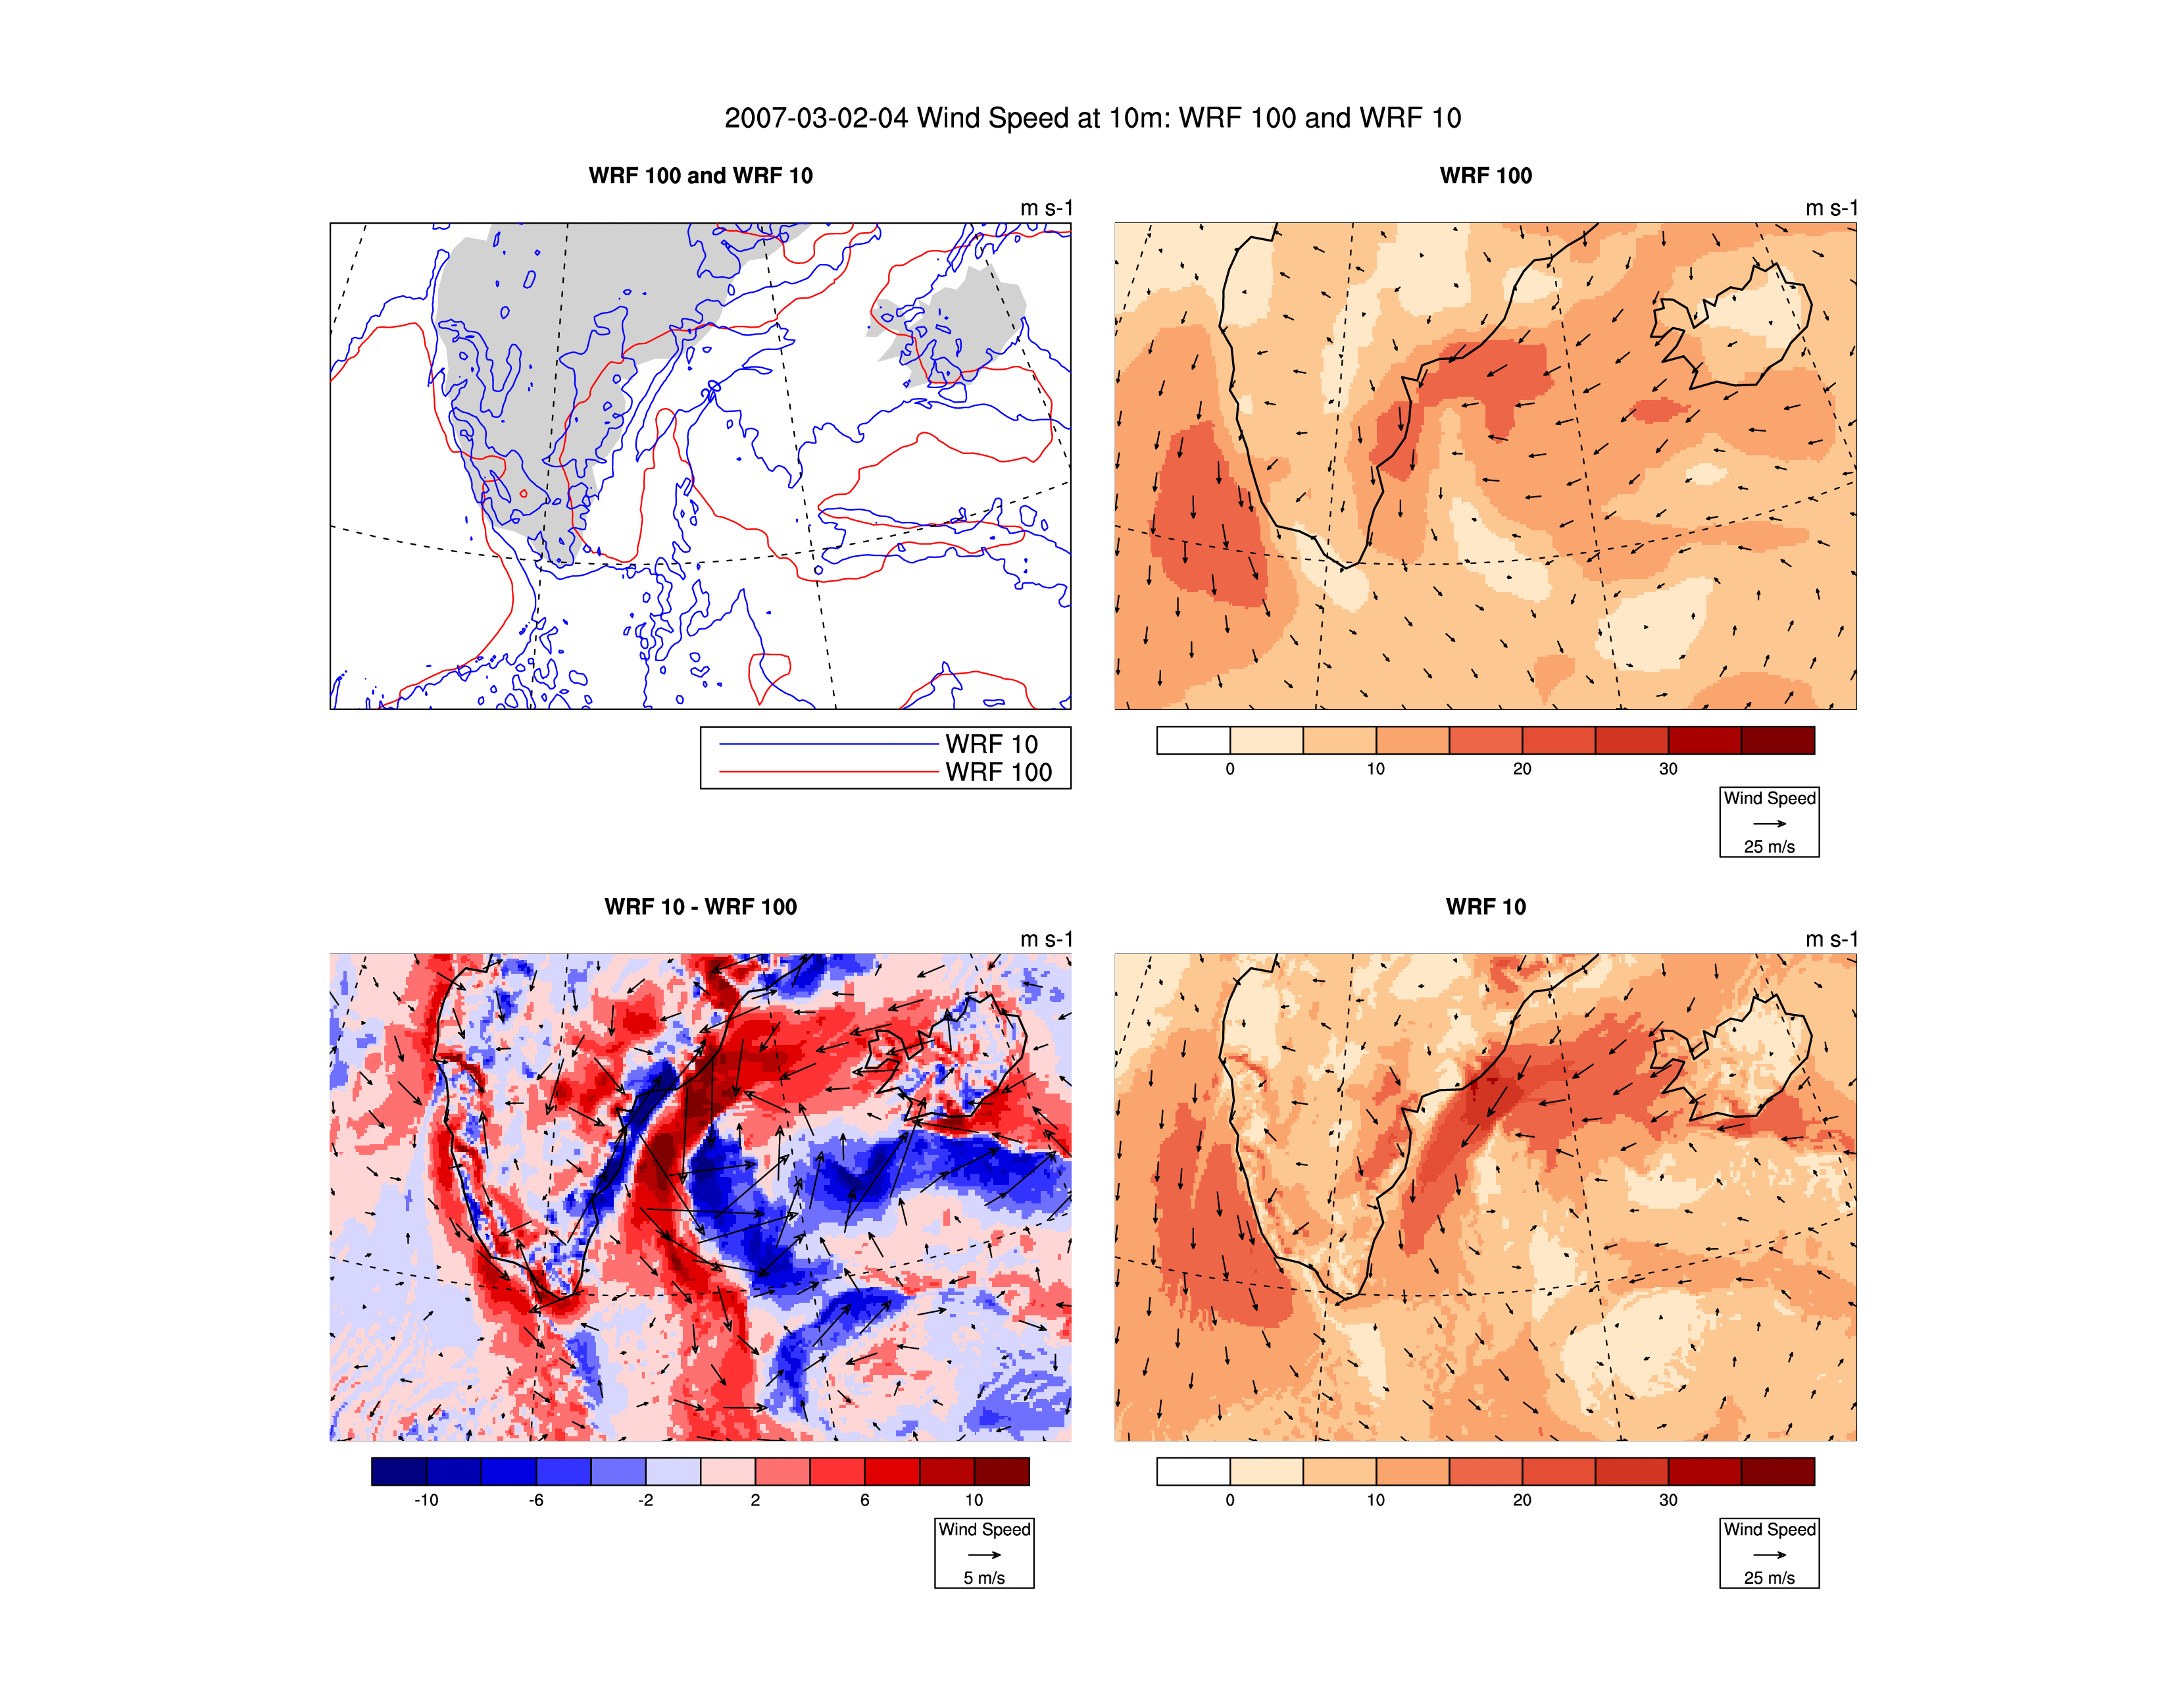 2007-03-02-04 Wind Speed at 10m: WRF 100 and WRF 10
WRF 100 and WRF 10
m s-1
WRF 10
WRF 100
WRF 100
m s-1
0 10 20 30
Wind Speed
25 m/s
WRF 10 - WRF 100
m s-1
-10 -6 -2 2 6 10
Wind Speed
5 m/s
WRF 10
m s-1
0 10 20 30
Wind Speed
25 m/s